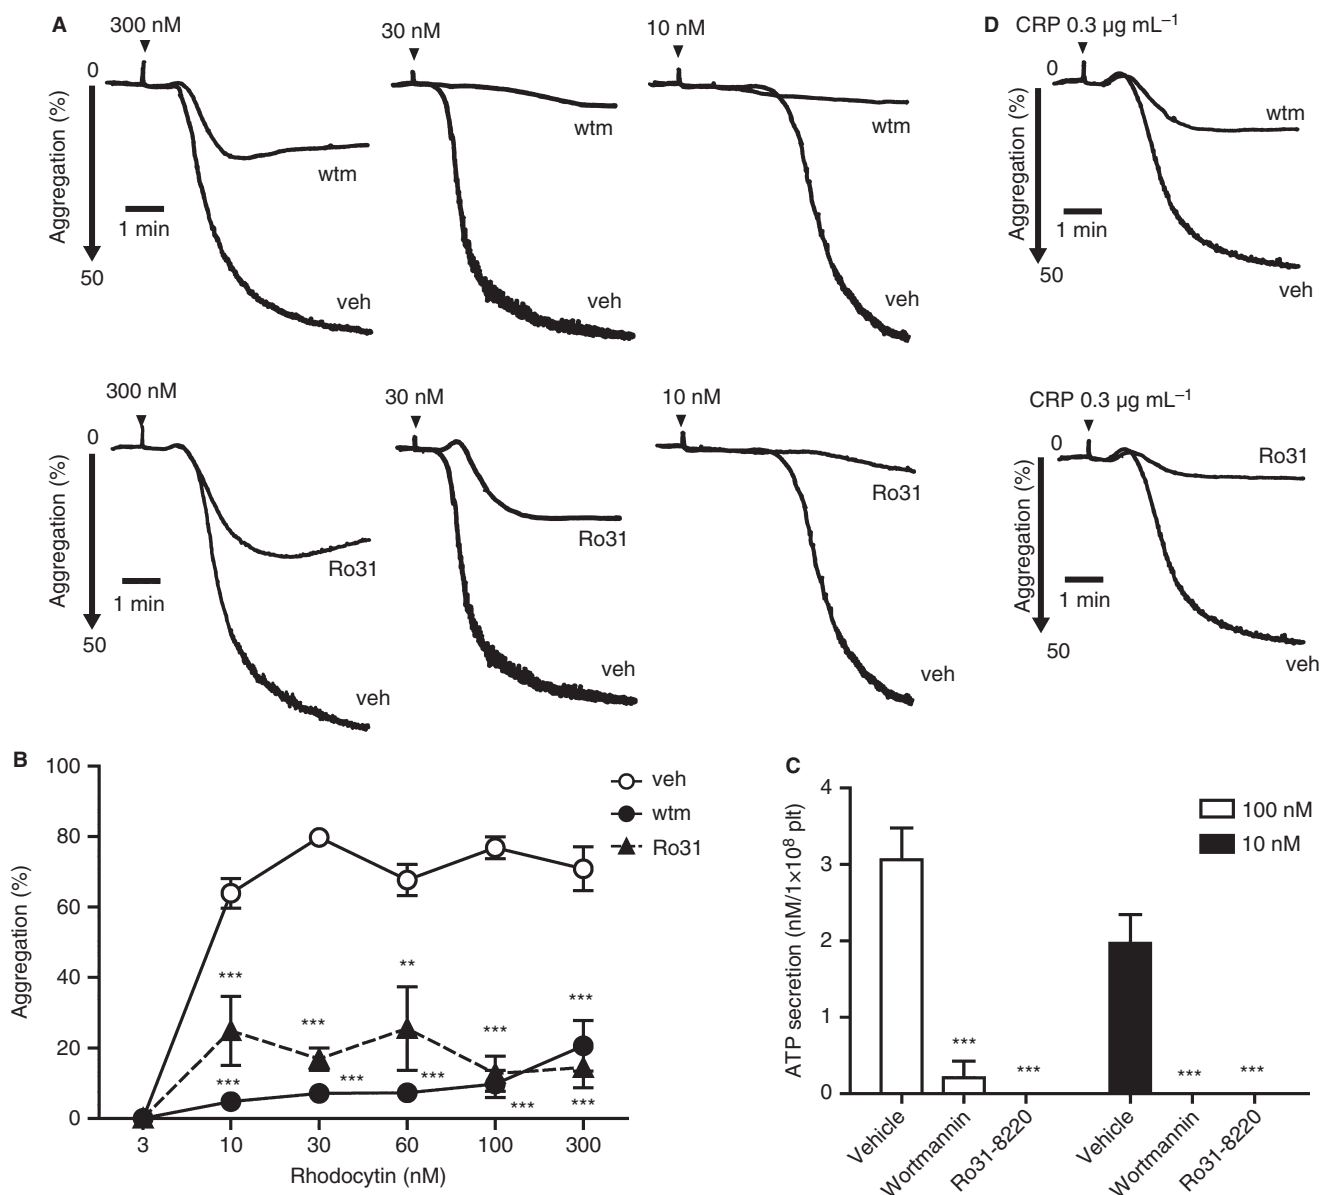 A
300 nM
30 nM
10 nM
0
Aggregation (%)
50
1 min
wtm
veh
wtm
veh
wtm
veh
D
CRP 0.3 µg mL⁻¹
0
Aggregation (%)
50
1 min
wtm
veh
300 nM
30 nM
10 nM
0
Aggregation (%)
50
1 min
Ro31
veh
Ro31
veh
Ro31
veh
CRP 0.3 µg mL⁻¹
0
Aggregation (%)
50
1 min
Ro31
veh
B
100
80
60
40
20
0
Aggregation (%)
veh
wtm
Ro31
***
***
**
***
***
***
***
***
***
***
3 10 30 60 100 300
Rhodocytin (nM)
C
4
3
2
1
0
ATP secretion (nM/1×10⁸ plt)
100 nM
10 nM
***
***
***
***
Vehicle
Wortmannin
Ro31-8220
Vehicle
Wortmannin
Ro31-8220